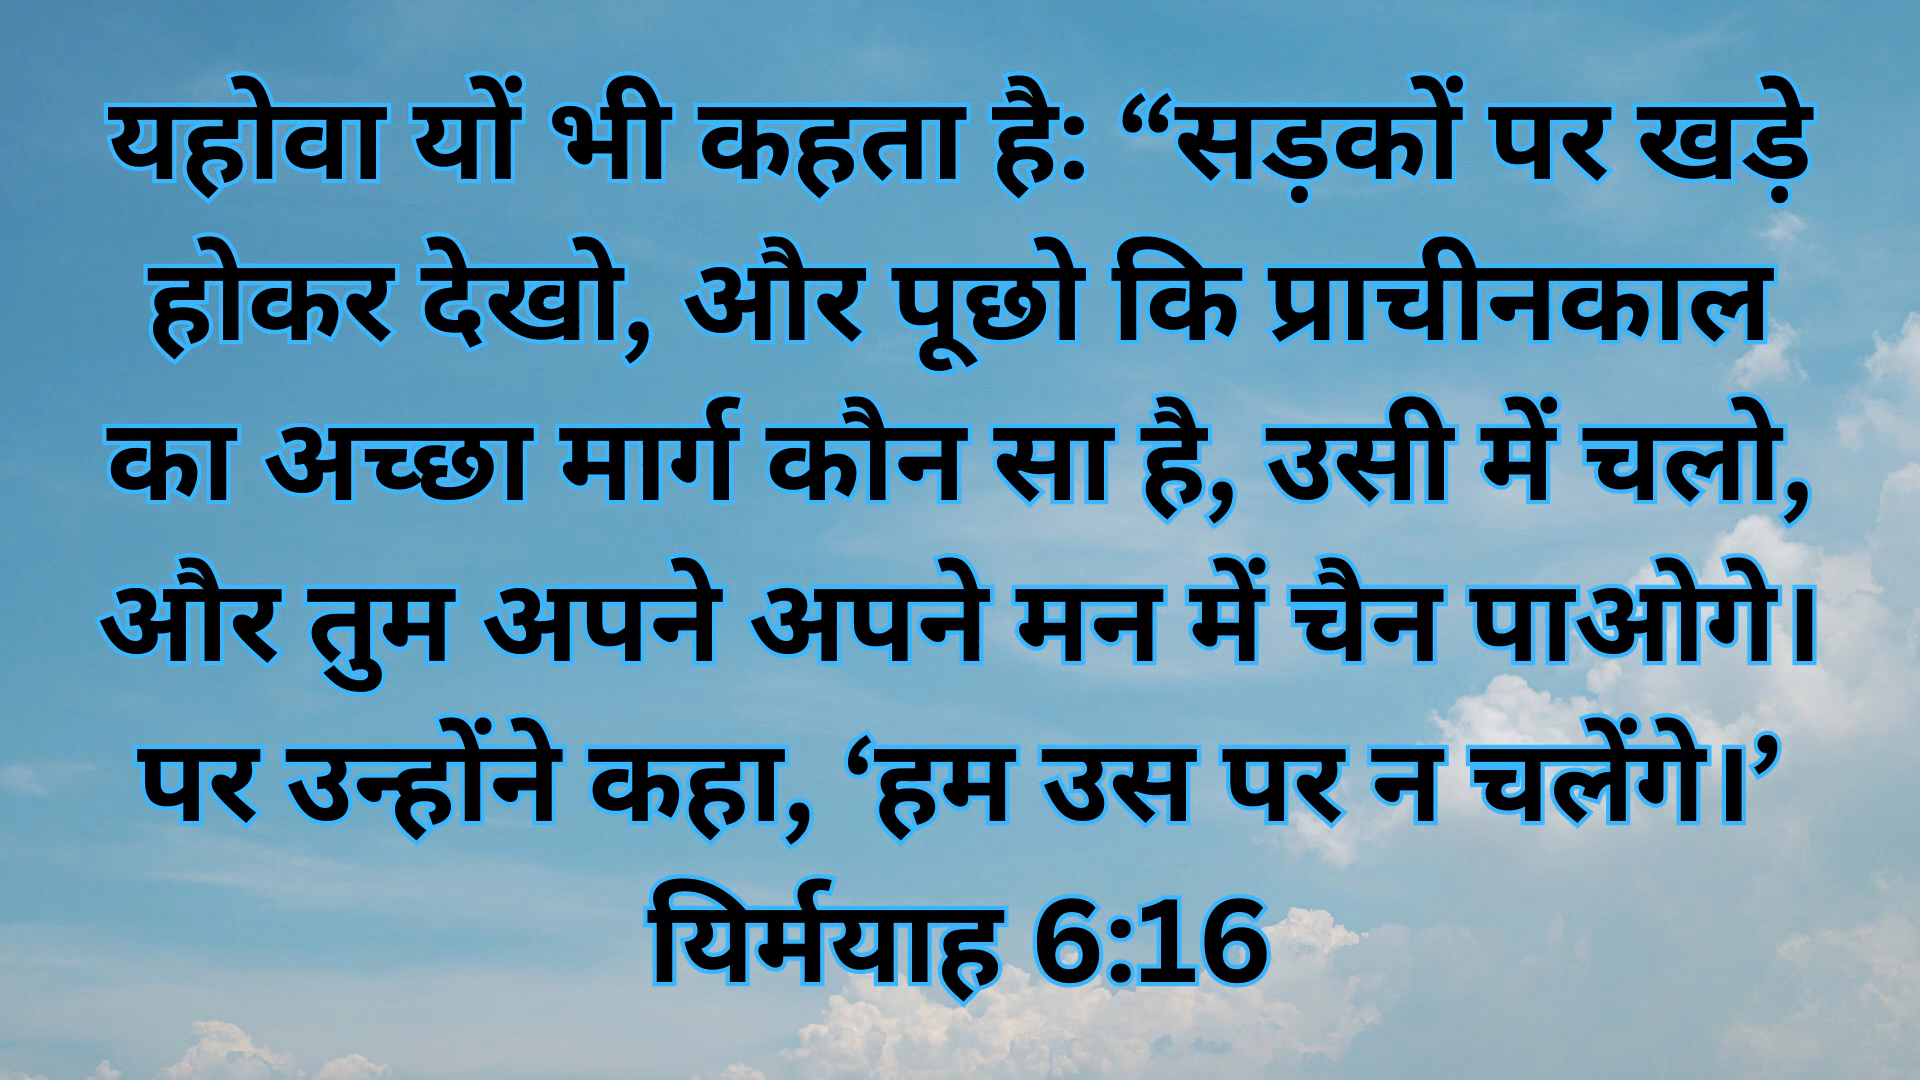 यहोवा यों भी कहता है: “सड़कों पर खड़े
होकर देखो, और पूछो कि प्राचीनकाल
का अच्छा मार्ग कौन सा है, उसी में चलो,
और तुम अपने अपने मन में चैन पाओगे।
पर उन्होंने कहा, ‘हम उस पर न चलेंगे।’
यिर्मयाह 6:16